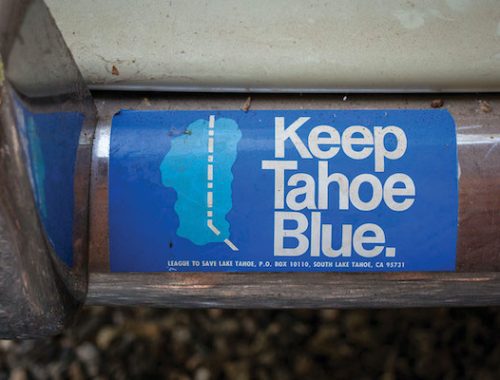 Keep
Tahoe
Blue.
LEAGUE TO SAVE LAKE TAHOE, P.O. BOX 10110, SOUTH LAKE TAHOE, CA 95731